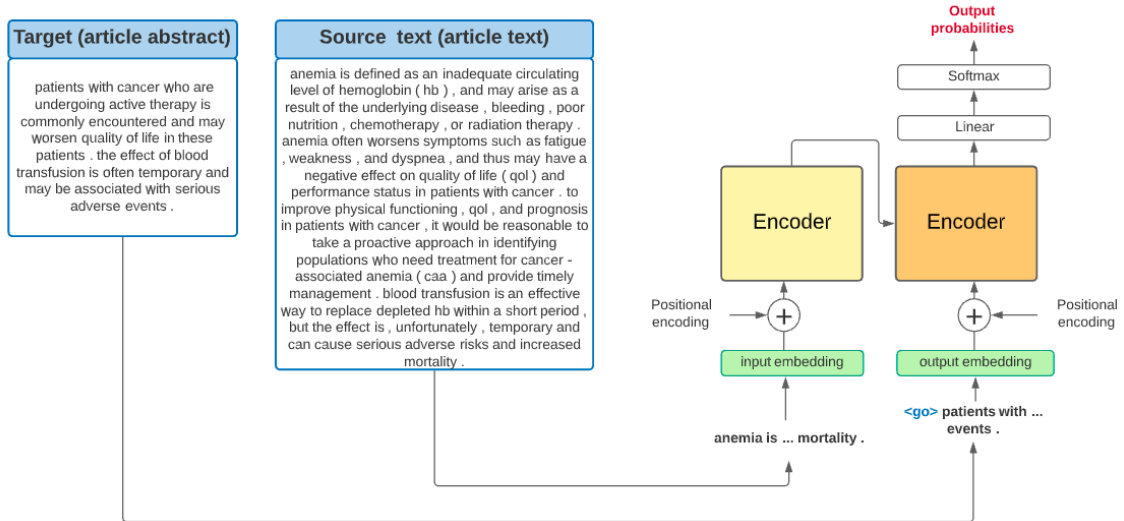 Target (article abstract)
patients with cancer who are
undergoing active therapy is
commonly encountered and may
worsen quality of life in these
patients . the effect of blood
transfusion is often temporary and
may be associated with serious
adverse events .
Source text (article text)
anemia is defined as an inadequate circulating
level of hemoglobin ( hb ) , and may arise as a
result of the underlying disease , bleeding , poor
nutrition , chemotherapy , or radiation therapy .
anemia often worsens symptoms such as fatigue
, weakness , and dyspnea , and thus may have a
negative effect on quality of life ( qol ) and
performance status in patients with cancer . to
improve physical functioning , qol , and prognosis
in patients with cancer , it would be reasonable to
take a proactive approach in identifying
populations who need treatment for cancer -
associated anemia ( caa ) and provide timely
management . blood transfusion is an effective
way to replace depleted hb within a short period ,
but the effect is , unfortunately , temporary and
can cause serious adverse risks and increased
mortality .
Output
probabilities
Softmax
Linear
Encoder
Encoder
Positional
encoding
+
+
Positional
encoding
input embedding
output embedding
anemia is ... mortality .
<go> patients with ...
events .